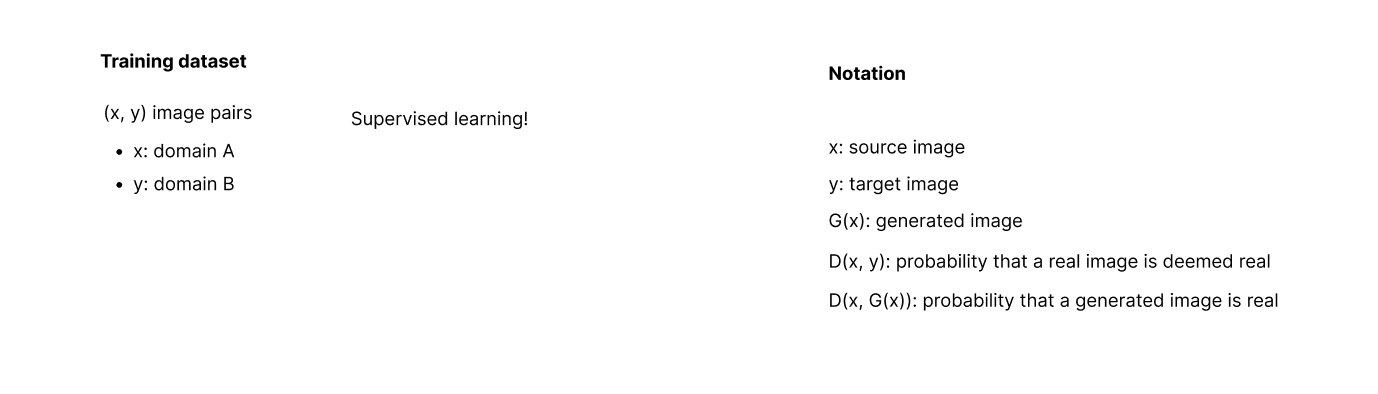 Training dataset
(x, y) image pairs
• x: domain A
• y: domain B
Supervised learning!
Notation
x: source image
y: target image
G(x): generated image
D(x, y): probability that a real image is deemed real
D(x, G(x)): probability that a generated image is real